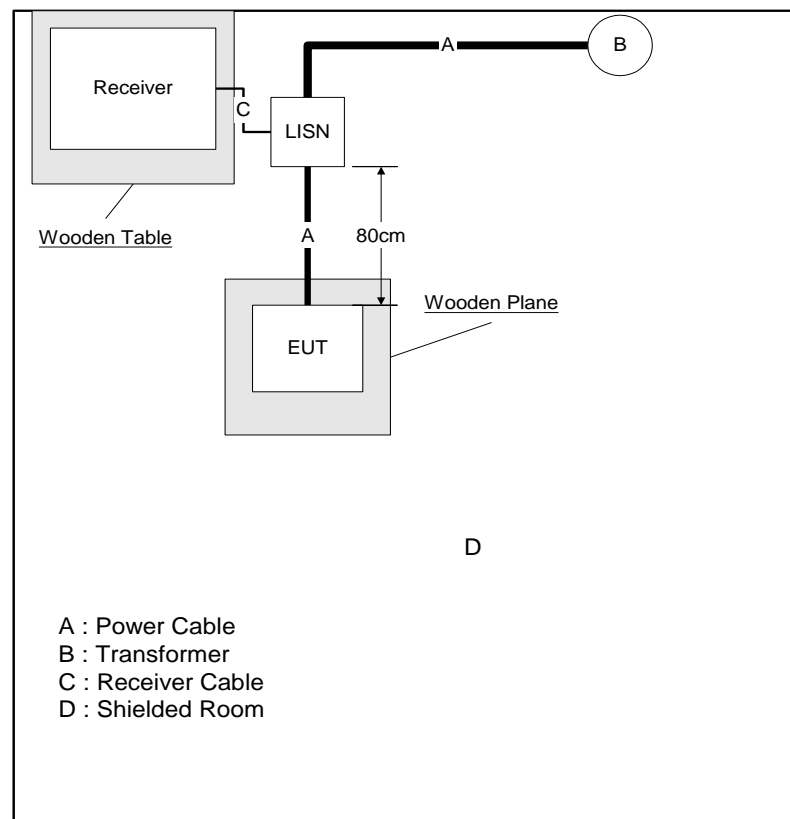 A
B
Receiver
C
LISN
Wooden Table
A
80cm
Wooden Plane
EUT
D
A : Power Cable
B : Transformer
C : Receiver Cable
D : Shielded Room